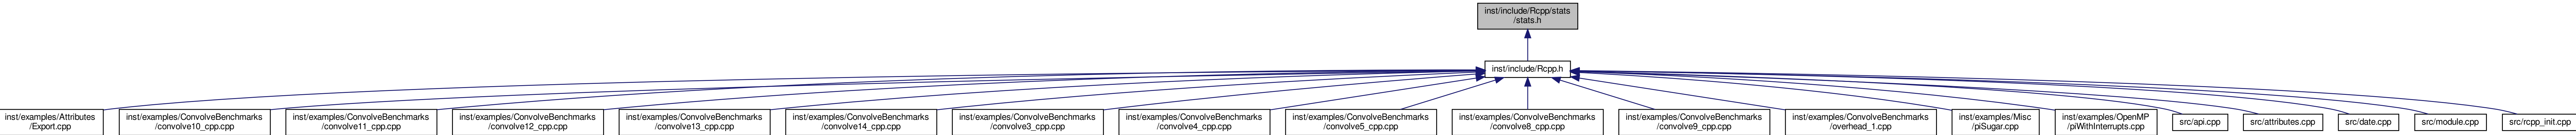 inst/include/Rcpp/stats
/stats.h
inst/include/Rcpp.h
inst/examples/Attributes
/Export.cpp
inst/examples/ConvolveBenchmarks
/convolve10_cpp.cpp
inst/examples/ConvolveBenchmarks
/convolve11_cpp.cpp
inst/examples/ConvolveBenchmarks
/convolve12_cpp.cpp
inst/examples/ConvolveBenchmarks
/convolve13_cpp.cpp
inst/examples/ConvolveBenchmarks
/convolve14_cpp.cpp
inst/examples/ConvolveBenchmarks
/convolve3_cpp.cpp
inst/examples/ConvolveBenchmarks
/convolve4_cpp.cpp
inst/examples/ConvolveBenchmarks
/convolve5_cpp.cpp
inst/examples/ConvolveBenchmarks
/convolve8_cpp.cpp
inst/examples/ConvolveBenchmarks
/convolve9_cpp.cpp
inst/examples/ConvolveBenchmarks
/overhead_1.cpp
inst/examples/Misc
/piSugar.cpp
inst/examples/OpenMP
/piWithInterrupts.cpp
src/api.cpp
src/attributes.cpp
src/date.cpp
src/module.cpp
src/rcpp_init.cpp